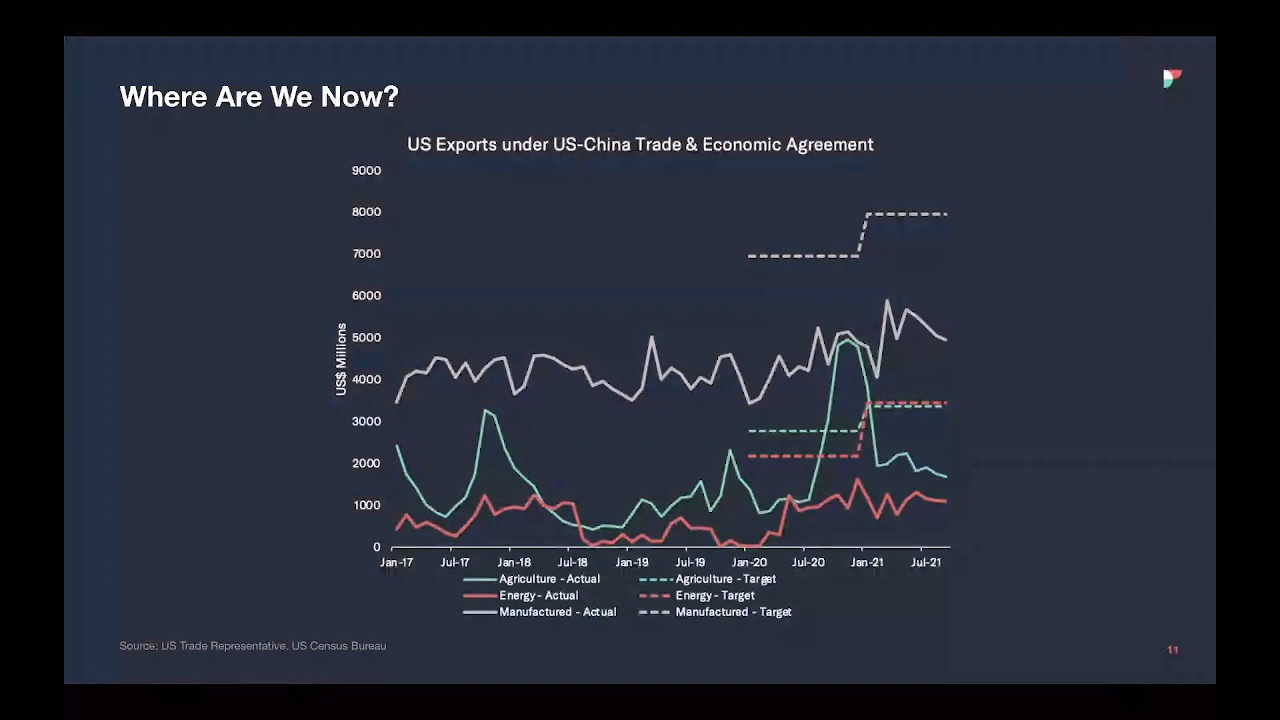 Where Are We Now?
US Exports under US-China Trade & Economic Agreement
9000
8000
7000
6000
5000
4000
3000
2000
1000
0
US$ Millions
Jan-17 Jul-17 Jan-18 Jul-18 Jan-19 Jul-19 Jan-20 Jul-20 Jan-21 Jul-21
Agriculture - Actual Agriculture - Target
Energy - Actual Energy - Target
Manufactured - Actual Manufactured - Target
Source: US Trade Representative, US Census Bureau
11